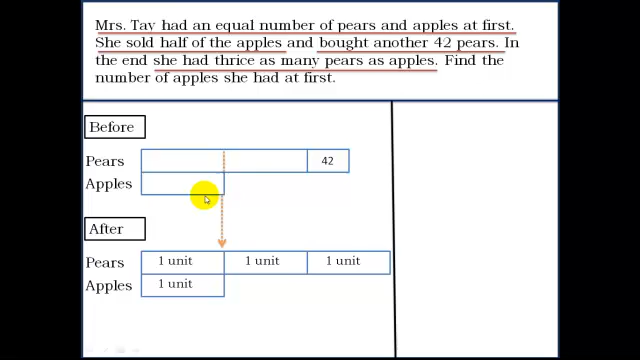 Mrs. Tay had an equal number of pears and apples at first.
She sold half of the apples and bought another 42 pears. In
the end she had thrice as many pears as apples. Find the
number of apples she had at first.
Before
Pears 42
Apples
After
Pears 1 unit 1 unit 1 unit
Apples 1 unit